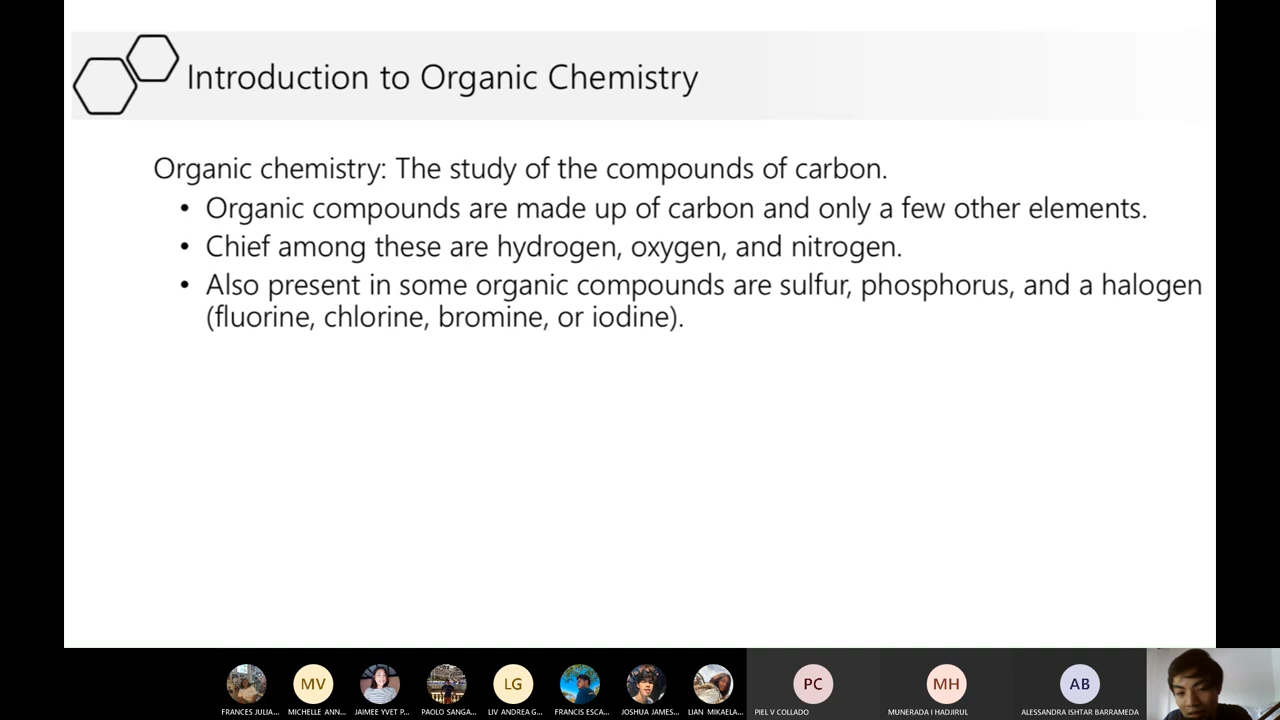 Introduction to Organic Chemistry
Organic chemistry: The study of the compounds of carbon.
• Organic compounds are made up of carbon and only a few other elements.
• Chief among these are hydrogen, oxygen, and nitrogen.
• Also present in some organic compounds are sulfur, phosphorus, and a halogen
(fluorine, chlorine, bromine, or iodine).
MV
LG
PC
MH
AB
FRANCES JULIA...
MICHELLE ANN...
JAIMEE YVET P...
PAOLO SANGA...
LIV ANDREA G...
FRANCIS ESCA...
JOSHUA JAMES...
LIAN MIKAELA...
PIEL V COLLADO
MUNERADA I HADJIRUL
ALESSANDRA ISHTAR BARRAMEDA